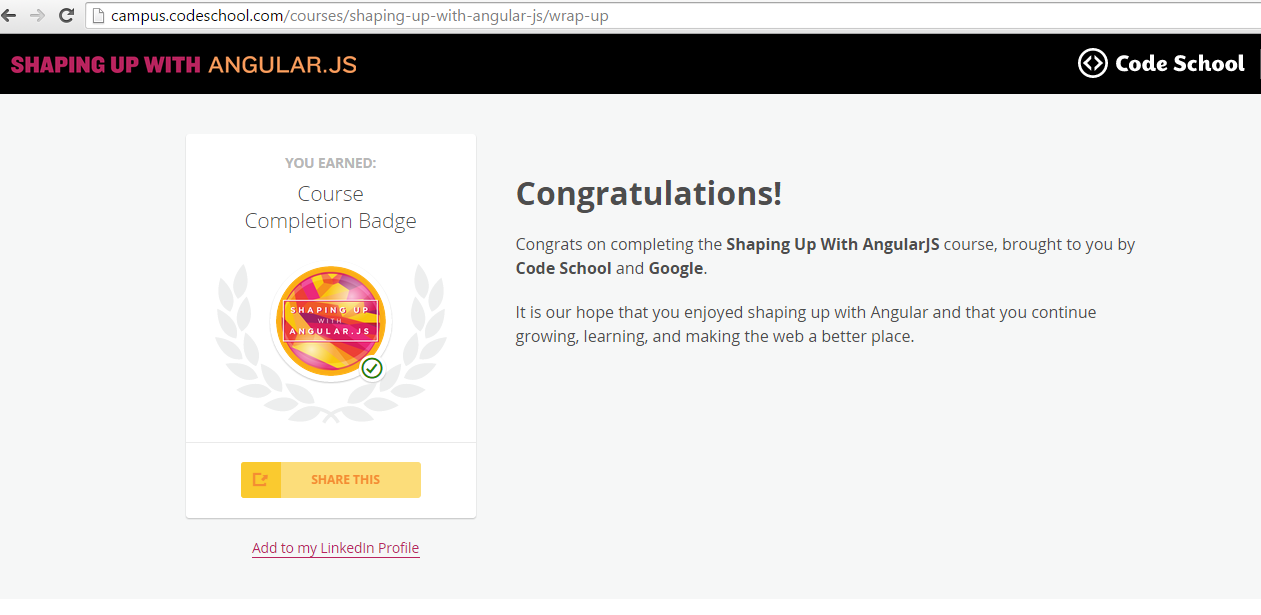 campus.codeschool.com/courses/shaping-up-with-angular-js/wrap-up
SHAPING UP WITH ANGULAR.JS
Code School
YOU EARNED:
Course
Completion Badge
SHAPING UP
WITH
ANGULAR.JS
SHARE THIS
Add to my LinkedIn Profile
Congratulations!
Congrats on completing the Shaping Up With AngularJS course, brought to you by
Code School and Google.
It is our hope that you enjoyed shaping up with Angular and that you continue
growing, learning, and making the web a better place.